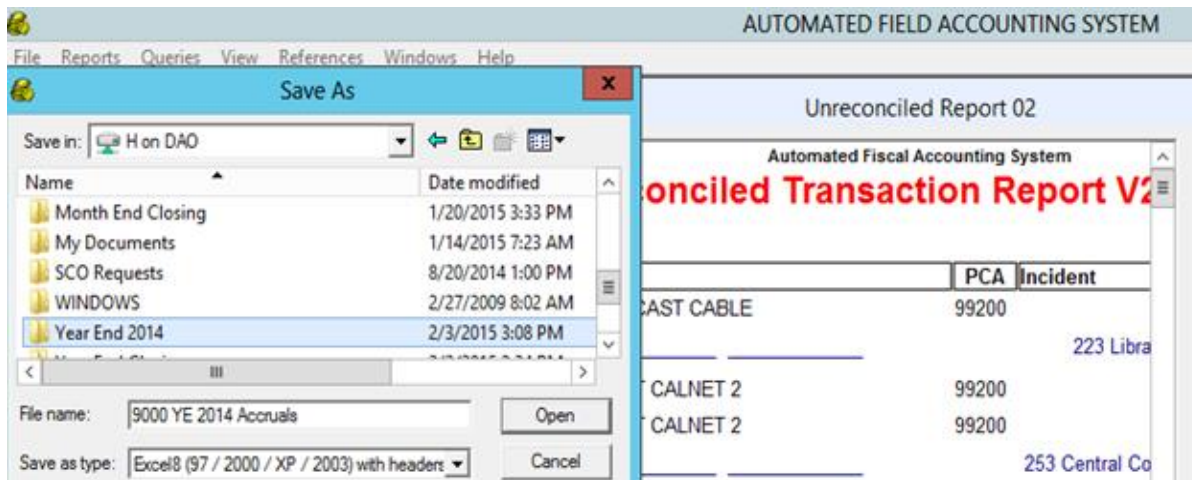 AUTOMATED FIELD ACCOUNTING SYSTEM
File Reports Queries View References Windows Help
Save As
x
Save in: H on DAO
Name Date modified
Month End Closing 1/20/2015 3:33 PM
My Documents 1/14/2015 7:23 AM
SCO Requests 8/20/2014 1:00 PM
WINDOWS 2/27/2009 8:02 AM
Year End 2014 2/3/2015 3:08 PM
File name: 9000 YE 2014 Accruals Open
Save as type: Excel8 (97 / 2000 / XP / 2003) with headers Cancel
Unreconciled Report 02
Automated Fiscal Accounting System
onciled Transaction Report V2
PCA Incident
CAST CABLE 99200
223 Libra
CALNET 2 99200
CALNET 2 99200
253 Central Co